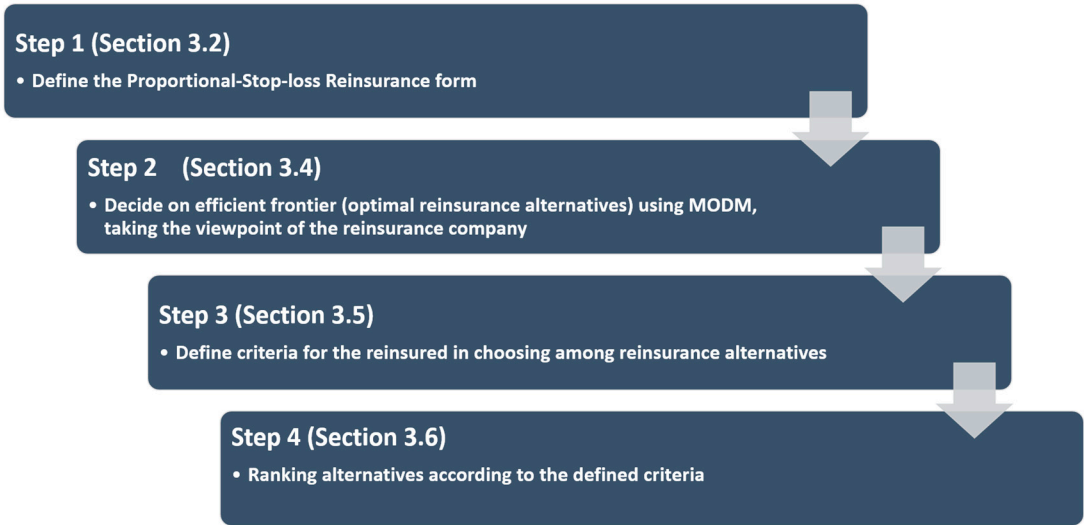 Step 1 (Section 3.2)
• Define the Proportional-Stop-loss Reinsurance form
Step 2 (Section 3.4)
• Decide on efficient frontier (optimal reinsurance alternatives) using MODM,
taking the viewpoint of the reinsurance company
Step 3 (Section 3.5)
• Define criteria for the reinsured in choosing among reinsurance alternatives
Step 4 (Section 3.6)
• Ranking alternatives according to the defined criteria